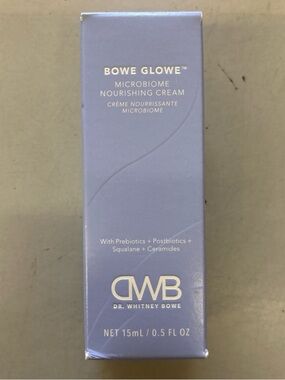 BOWE GLOWE™
MICROBIOME
NOURISHING CREAM
CRÈME NOURRISSANTE
MICROBIOME
With Prebiotics + Postbiotics +
Squalane + Ceramides
DWB
DR. WHITNEY BOWE
NET 15mL / 0.5 FL OZ